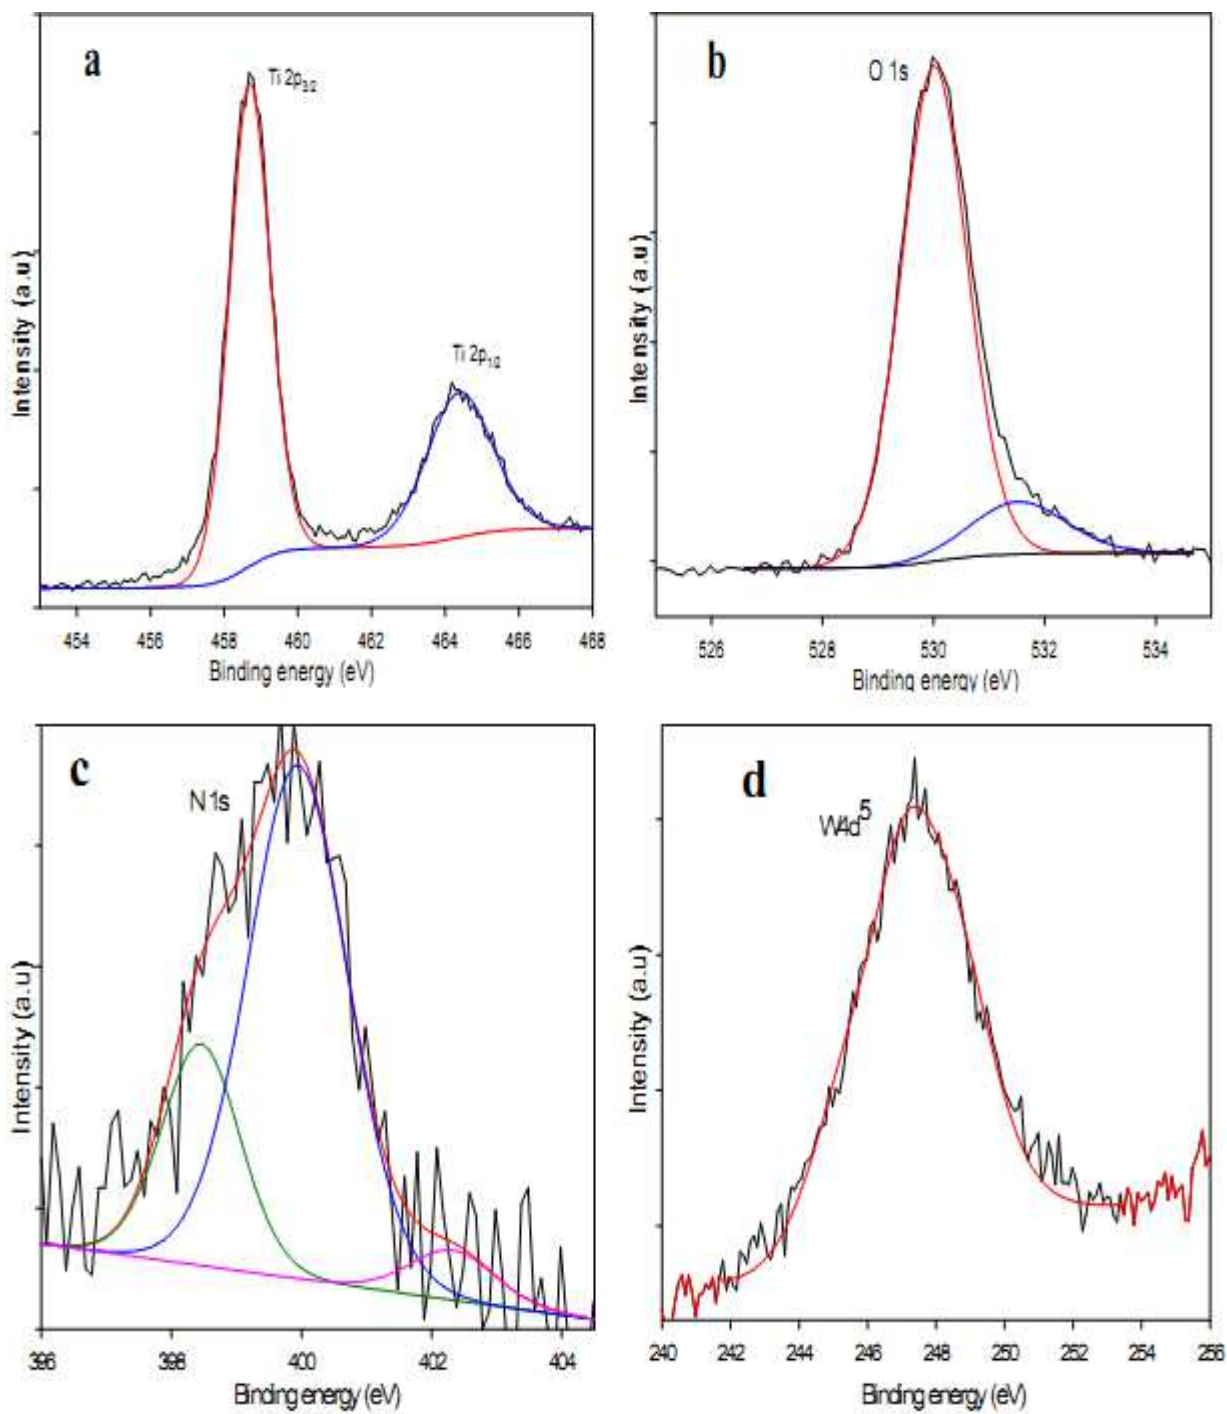 a
Ti 2p3/2
Intensity (a.u)
454 456 458 460 462 464 466 468
Ti 2p1/2
Binding energy (eV)
b
O 1s
Intensity (a.u)
526 528 530 532 534
Binding energy (eV)
c
N1s
Intensity (a.u)
396 398 400 402 404
Binding energy (eV)
d
W4d5
Intensity (a.u)
240 242 244 246 248 250 252 254 256
Binding energy (eV)